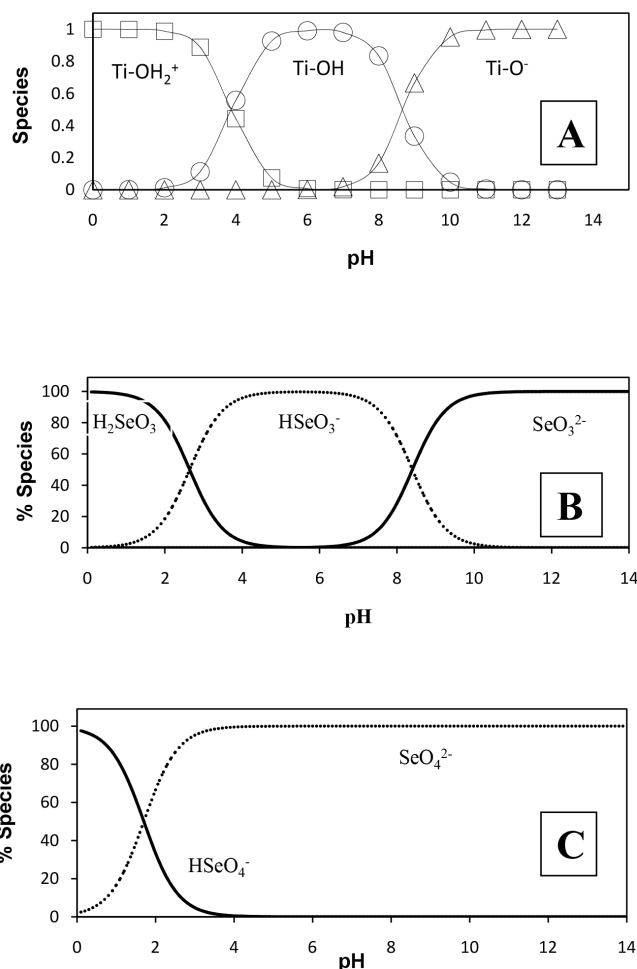 1
0.8
0.6
0.4
0.2
0
Species
Ti-OH₂⁺
Ti-OH
Ti-O⁻
A
0 2 4 6 8 10 12 14
pH
100
80
60
40
20
0
% Species
H₂SeO₃
HSeO₃⁻
SeO₃²⁻
B
0 2 4 6 8 10 12 14
pH
100
80
60
40
20
0
% Species
SeO₄²⁻
HSeO₄⁻
C
0 2 4 6 8 10 12 14
pH